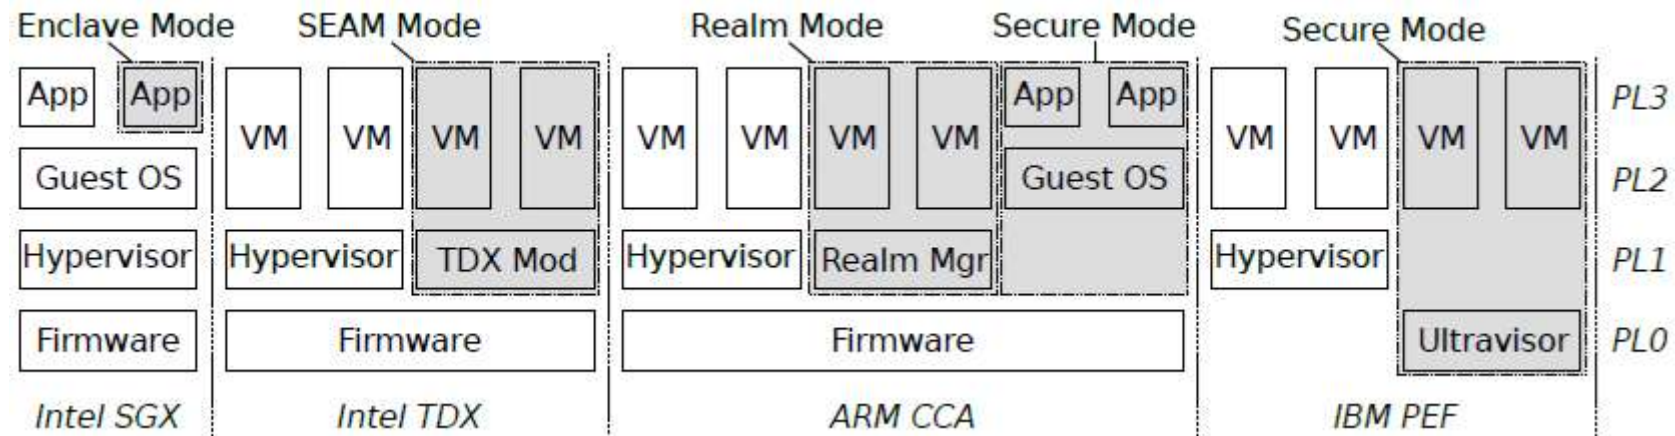 Enclave Mode SEAM Mode Realm Mode Secure Mode Secure Mode
App App VM VM VM VM VM VM VM VM App App VM VM VM VM PL3
Guest OS Guest OS PL2
Hypervisor Hypervisor TDX Mod Hypervisor Realm Mgr Hypervisor PL1
Firmware Firmware Firmware Ultravisor PL0
Intel SGX Intel TDX ARM CCA IBM PEF